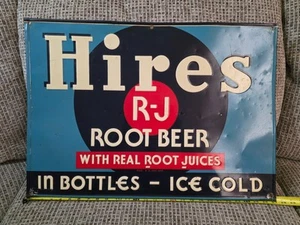 Hires
R-J
ROOT BEER
WITH REAL ROOT JUICES
IN BOTTLES - ICE COLD